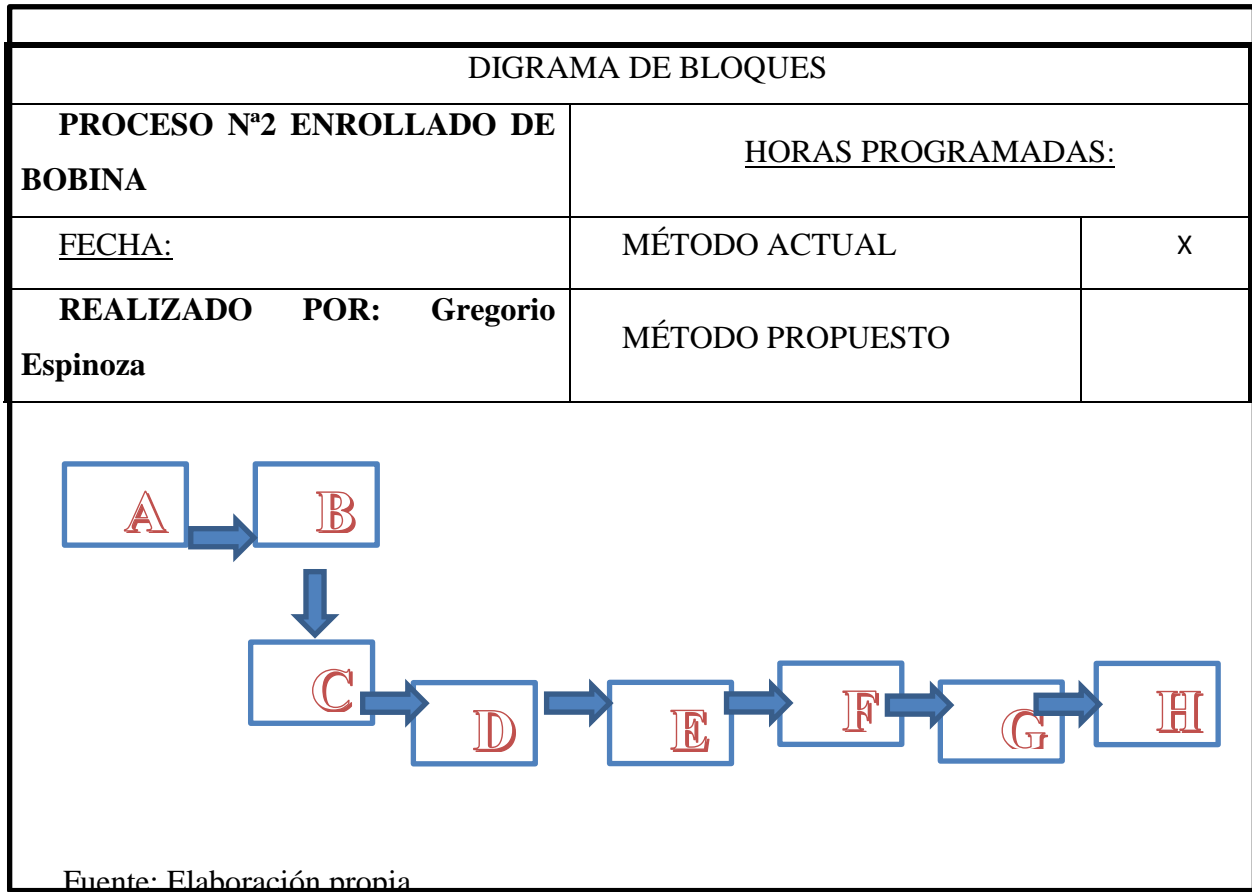 DIGRAMA DE BLOQUES
PROCESO Nª2 ENROLLADO DE
BOBINA
HORAS PROGRAMADAS:
FECHA:
MÉTODO ACTUAL
X
REALIZADO POR: Gregorio
Espinoza
MÉTODO PROPUESTO
A
B
C
D
E
F
G
H
Fuente: Elaboración propia